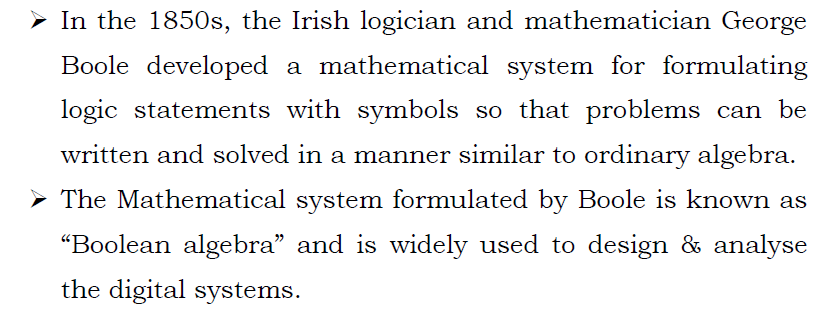 ➢ In the 1850s, the Irish logician and mathematician George
Boole developed a mathematical system for formulating
logic statements with symbols so that problems can be
written and solved in a manner similar to ordinary algebra.
➢ The Mathematical system formulated by Boole is known as
“Boolean algebra” and is widely used to design & analyse
the digital systems.